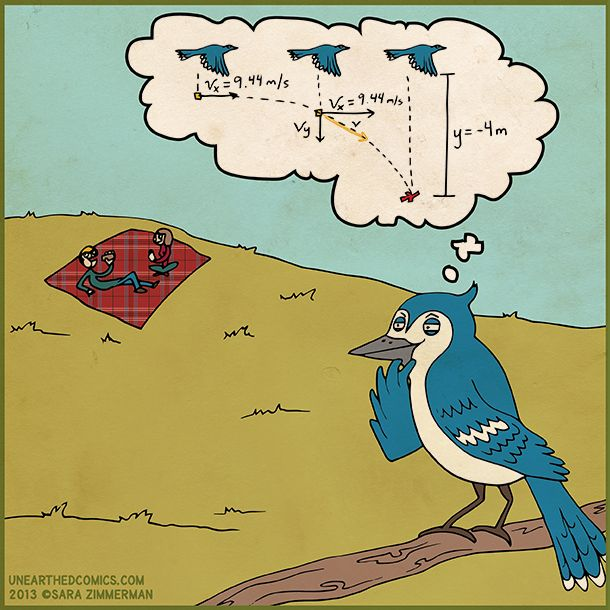 Vx = 9.44 m/s
Vx = 9.44 m/s
v
Vy
y = -4m
UNEARTHEDCOMICS.COM
2013 ©SARA ZIMMERMAN